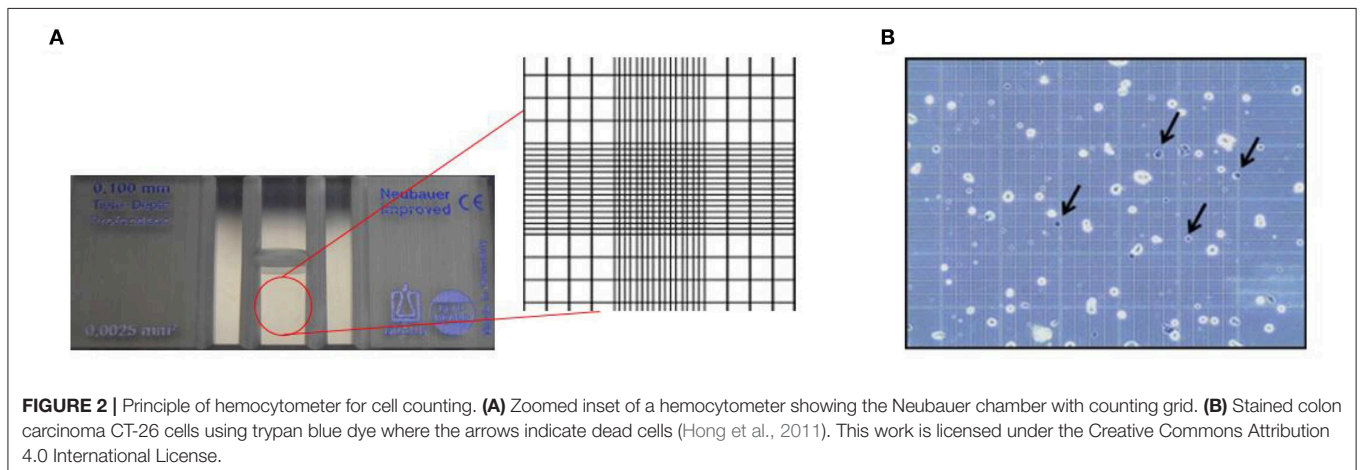 A
B
0,100 mm
Neubauer
improved CE
0,0025 mm²
FIGURE 2 | Principle of hemocytometer for cell counting. (A) Zoomed inset of a hemocytometer showing the Neubauer chamber with counting grid. (B) Stained colon
carcinoma CT-26 cells using trypan blue dye where the arrows indicate dead cells (Hong et al., 2011). This work is licensed under the Creative Commons Attribution
4.0 International License.